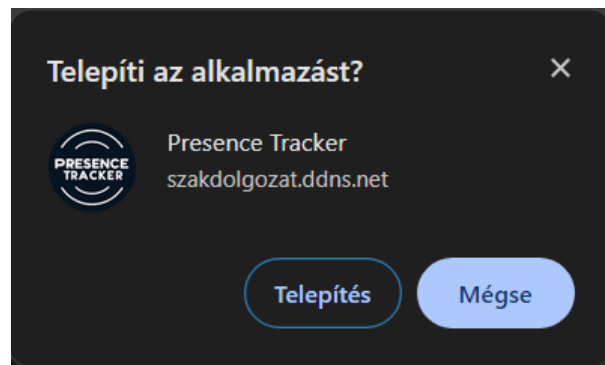 Telepíti az alkalmazást?
PRESENCE
TRACKER
Presence Tracker
szakdolgozat.ddns.net
Telepítés
Mégse